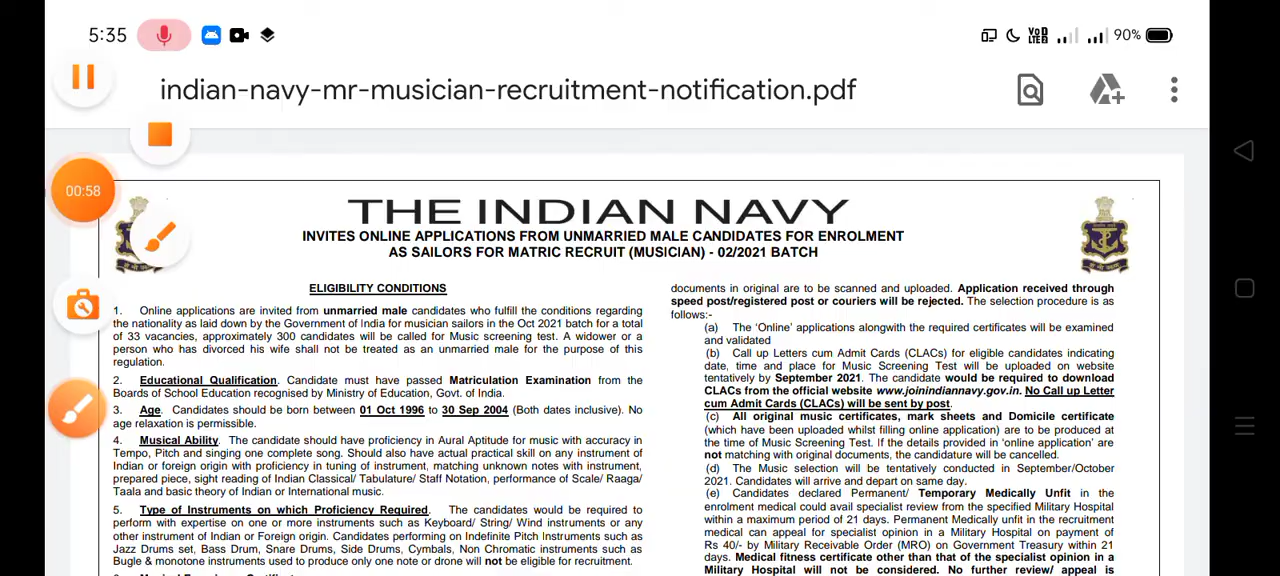 5:35
VoD LTE2
90%
indian-navy-mr-musician-recruitment-notification.pdf
00:58
THE INDIAN NAVY
INVITES ONLINE APPLICATIONS FROM UNMARRIED MALE CANDIDATES FOR ENROLMENT
AS SAILORS FOR MATRIC RECRUIT (MUSICIAN) - 02/2021 BATCH
ELIGIBILITY CONDITIONS
1. Online applications are invited from unmarried male candidates who fulfill the conditions regarding
the nationality as laid down by the Government of India for musician sailors in the Oct 2021 batch for a total
of 33 vacancies, approximately 300 candidates will be called for Music screening test. A widower or a
person who has divorced his wife shall not be treated as an unmarried male for the purpose of this
regulation.
2. Educational Qualification. Candidate must have passed Matriculation Examination from the
Boards of School Education recognised by Ministry of Education, Govt. of India.
3. Age. Candidates should be born between 01 Oct 1996 to 30 Sep 2004 (Both dates inclusive). No
age relaxation is permissible.
4. Musical Ability. The candidate should have proficiency in Aural Aptitude for music with accuracy in
Tempo, Pitch and singing one complete song. Should also have actual practical skill on any instrument of
Indian or foreign origin with proficiency in tuning of instrument, matching unknown notes with instrument,
prepared piece, sight reading of Indian Classical/ Tabulature/ Staff Notation, performance of Scale/ Raaga/
Taala and basic theory of Indian or International music.
5. Type of Instruments on which Proficiency Required. The candidates would be required to
perform with expertise on one or more instruments such as Keyboard/ String/ Wind instruments or any
other instrument of Indian or Foreign origin. Candidates performing on Indefinite Pitch Instruments such as
Jazz Drums set, Bass Drum, Snare Drums, Side Drums, Cymbals, Non Chromatic instruments such as
Bugle & monotone instruments used to produce only one note or drone will not be eligible for recruitment.
documents in original are to be scanned and uploaded. Application received through
speed post/registered post or couriers will be rejected. The selection procedure is as
follows:-
(a) The 'Online' applications alongwith the required certificates will be examined
and validated
(b) Call up Letters cum Admit Cards (CLACs) for eligible candidates indicating
date, time and place for Music Screening Test will be uploaded on website
tentatively by September 2021. The candidate would be required to download
CLACs from the official website www.joinindiannavy.gov.in. No Call up Letter
cum Admit Cards (CLACs) will be sent by post.
(c) All original music certificates, mark sheets and Domicile certificate
(which have been uploaded whilst filling online application) are to be produced at
the time of Music Screening Test. If the details provided in 'online application' are
not matching with original documents, the candidature will be cancelled.
(d) The Music selection will be tentatively conducted in September/October
2021. Candidates will arrive and depart on same day.
(e) Candidates declared Permanent/ Temporary Medically Unfit in the
enrolment medical could avail specialist review from the specified Military Hospital
within a maximum period of 21 days. Permanent Medically unfit in the recruitment
medical can appeal for specialist opinion in a Military Hospital on payment of
Rs 40/- by Military Receivable Order (MRO) on Government Treasury within 21
days. Medical fitness certificate other than that of the specialist opinion in a
Military Hospital will not be considered. No further review/ appeal is